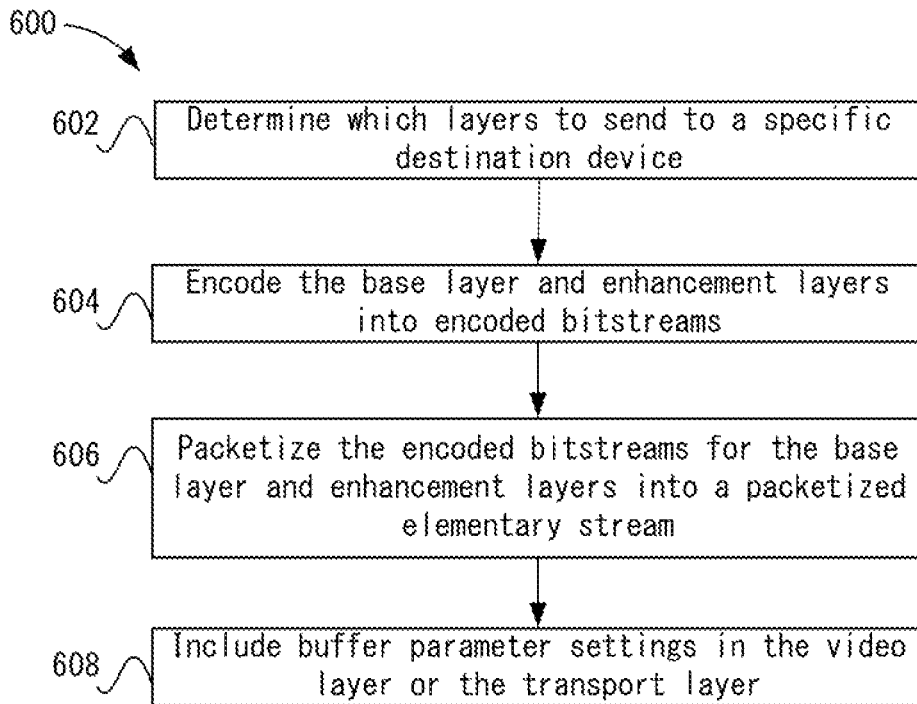 600
602
Determine which layers to send to a specific
destination device
604
Encode the base layer and enhancement layers
into encoded bitstreams
606
Packetize the encoded bitstreams for the base
layer and enhancement layers into a packetized
elementary stream
608
Include buffer parameter settings in the video
layer or the transport layer